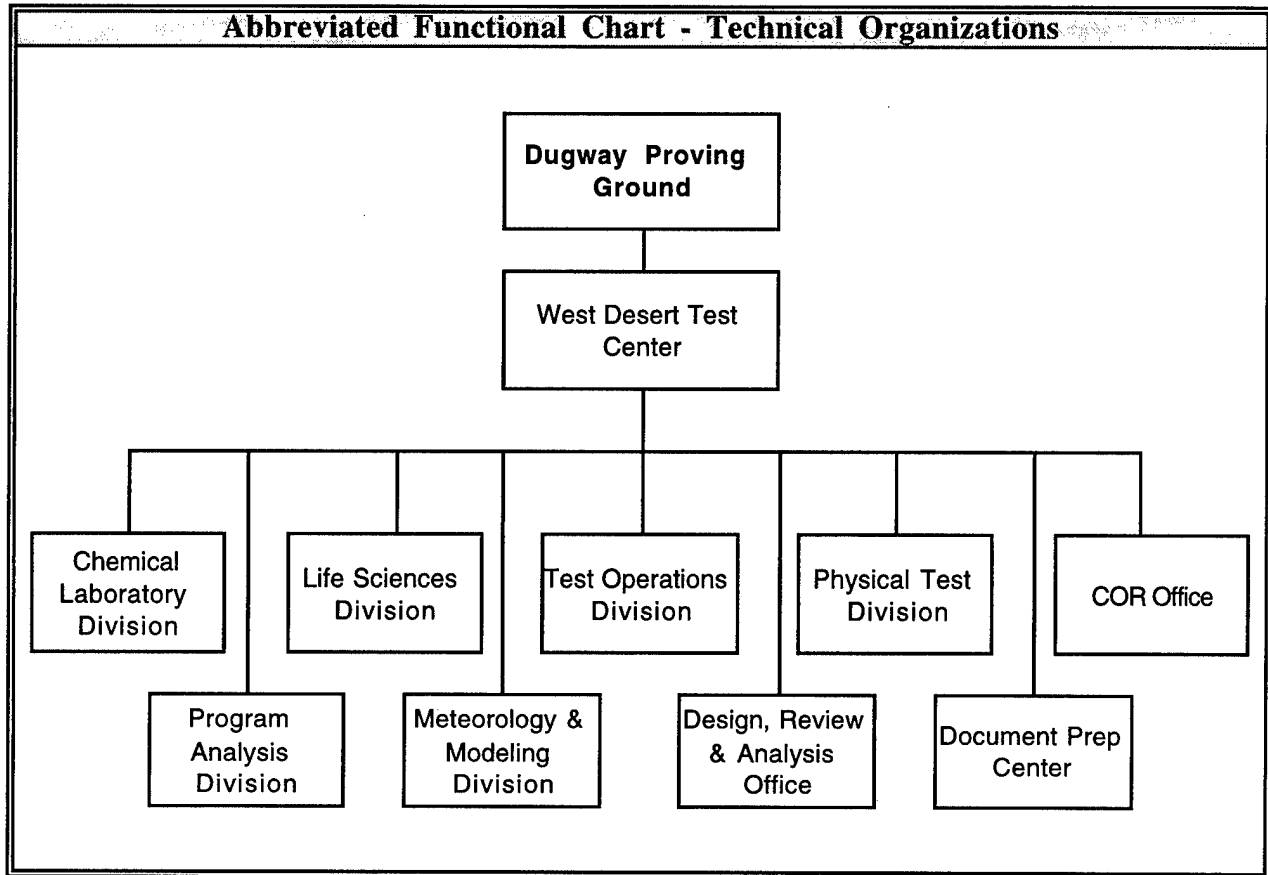 Abbreviated Functional Chart - Technical Organizations
Dugway Proving
Ground
West Desert Test
Center
Chemical
Laboratory
Division
Life Sciences
Division
Test Operations
Division
Physical Test
Division
COR Office
Program
Analysis
Division
Meteorology &
Modeling
Division
Design, Review
& Analysis
Office
Document Prep
Center